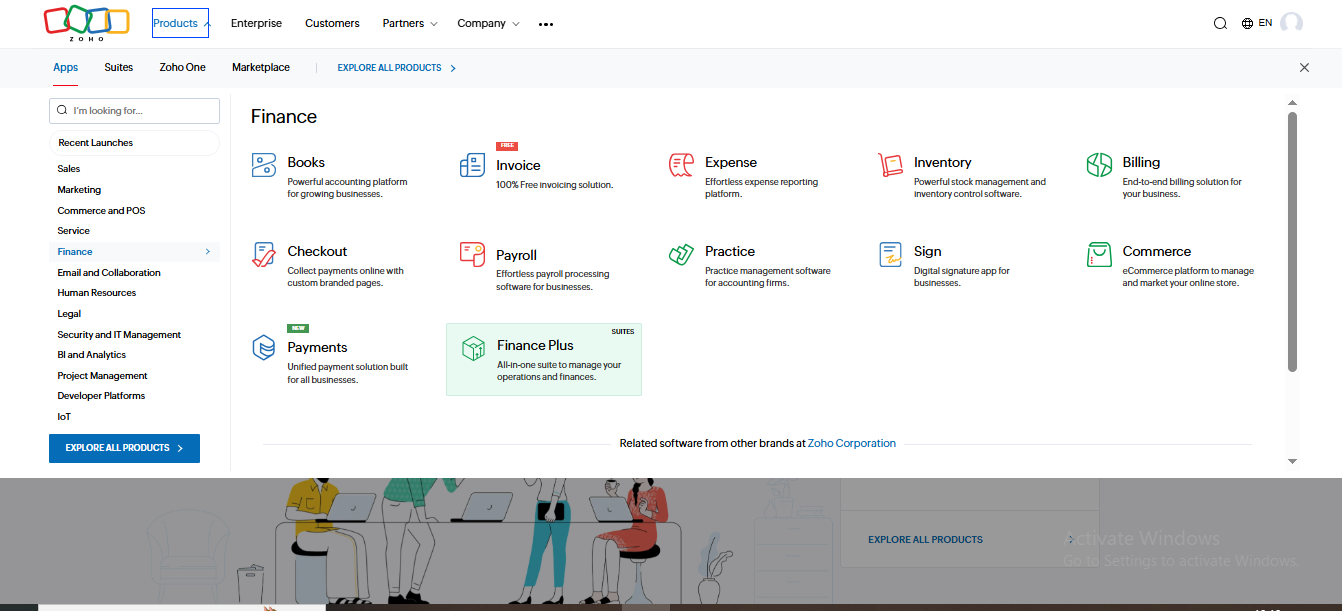 ZOHO
Products Enterprise Customers Partners Company
EN
Apps Suites Zoho One Marketplace EXPLORE ALL PRODUCTS
I'm looking for...
Recent Launches
Sales
Marketing
Commerce and POS
Service
Finance
Email and Collaboration
Human Resources
Legal
Security and IT Management
BI and Analytics
Project Management
Developer Platforms
IoT
EXPLORE ALL PRODUCTS
Finance
Books
Powerful accounting platform
for growing businesses.
FREE
Invoice
100% Free invoicing solution.
Expense
Effortless expense reporting
platform.
Inventory
Powerful stock management and
inventory control software.
Billing
End-to-end billing solution for
your business.
Checkout
Collect payments online with
custom branded pages.
Payroll
Effortless payroll processing
software for businesses.
Practice
Practice management software
for accounting firms.
Sign
Digital signature app for
businesses.
Commerce
eCommerce platform to manage
and market your online store.
NEW
Payments
Unified payment solution built
for all businesses.
SUITES
Finance Plus
All-in-one suite to manage your
operations and finances.
Related software from other brands at Zoho Corporation
EXPLORE ALL PRODUCTS
Activate Windows
Go to Settings to activate Windows.